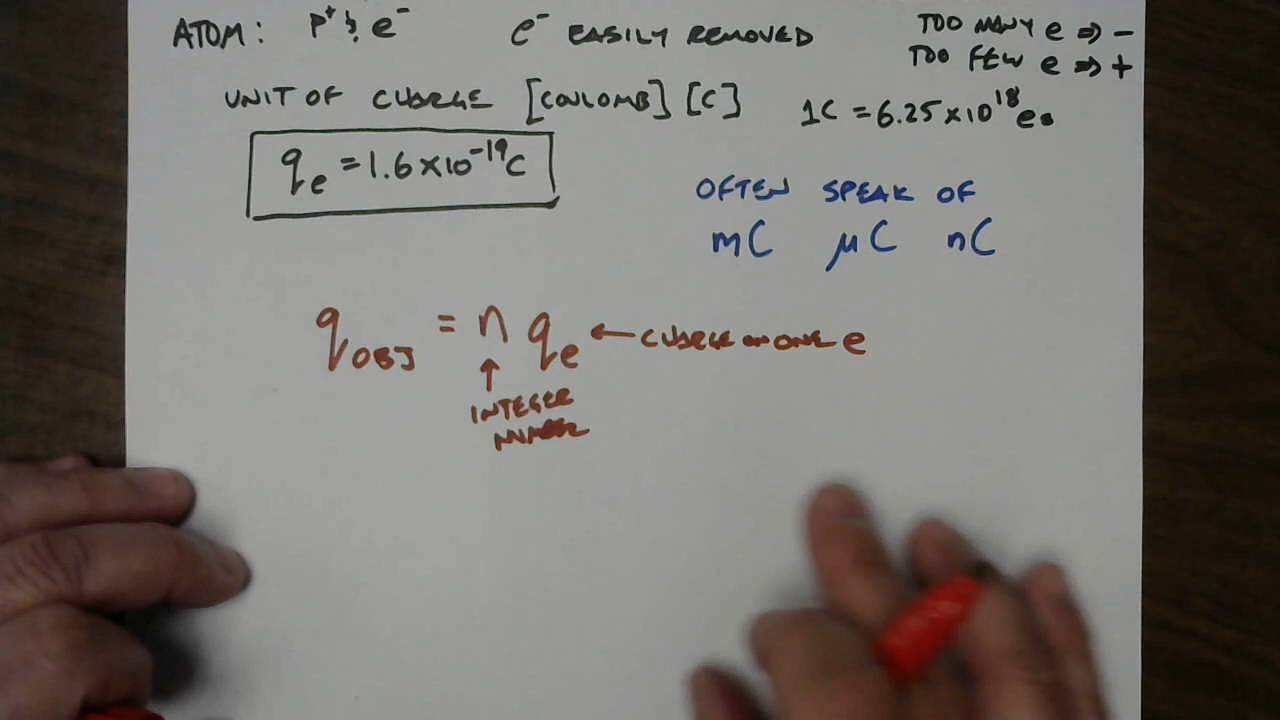 ATOM: p⁺ & e⁻ e⁻ EASILY REMOVED
TOO MANY e ⇒ −
TOO FEW e ⇒ +
UNIT OF CHARGE [COULOMB] [C] 1C = 6.25×10¹⁸ es
qₑ = 1.6×10⁻¹⁹C
OFTEN SPEAK OF
mC μC nC
q_OBJ = n qₑ ← CHARGE ON ONE e
↑
INTEGER
NUMBER